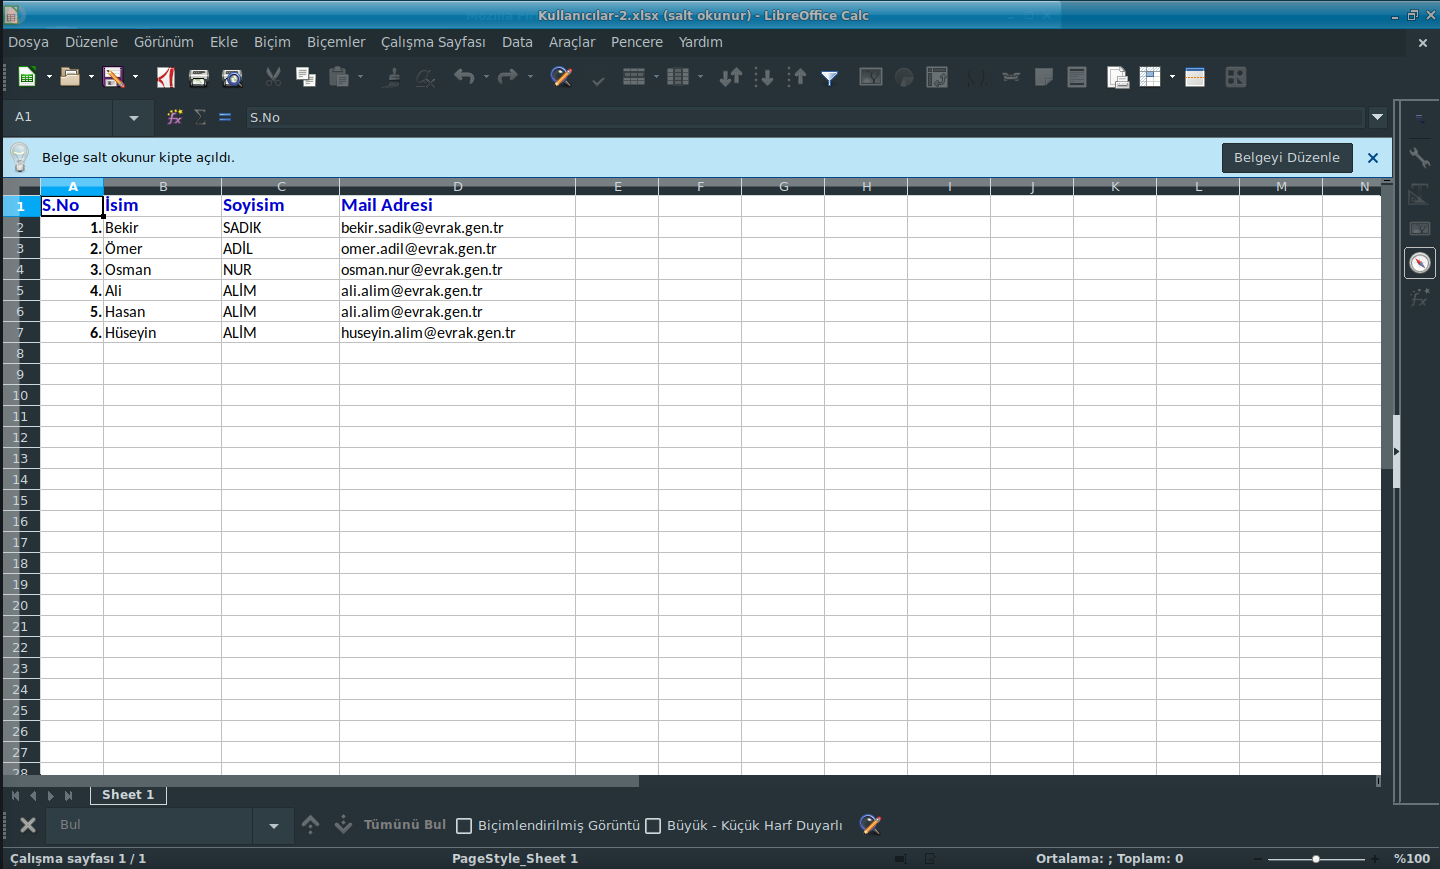 Kullanıcılar-2.xlsx (salt okunur) - LibreOffice Calc
Dosya Düzenle Görünüm Ekle Biçim Biçemler Çalışma Sayfası Data Araçlar Pencere Yardım
A1 S.No
Belge salt okunur kipte açıldı. Belgeyi Düzenle
A B C D E F G H I J K L M N
1 S.No İsim Soyisim Mail Adresi
2 1. Bekir SADIK bekir.sadik@evrak.gen.tr
3 2. Ömer ADİL omer.adil@evrak.gen.tr
4 3. Osman NUR osman.nur@evrak.gen.tr
5 4. Ali ALİM ali.alim@evrak.gen.tr
6 5. Hasan ALİM ali.alim@evrak.gen.tr
7 6. Hüseyin ALİM huseyin.alim@evrak.gen.tr
8
9
10
11
12
13
14
15
16
17
18
19
20
21
22
23
24
25
26
27
28
Sheet 1
Bul Tümünü Bul Biçimlendirilmiş Görüntü Büyük - Küçük Harf Duyarlı
Çalışma sayfası 1 / 1 PageStyle_Sheet 1 Ortalama: ; Toplam: 0 %100